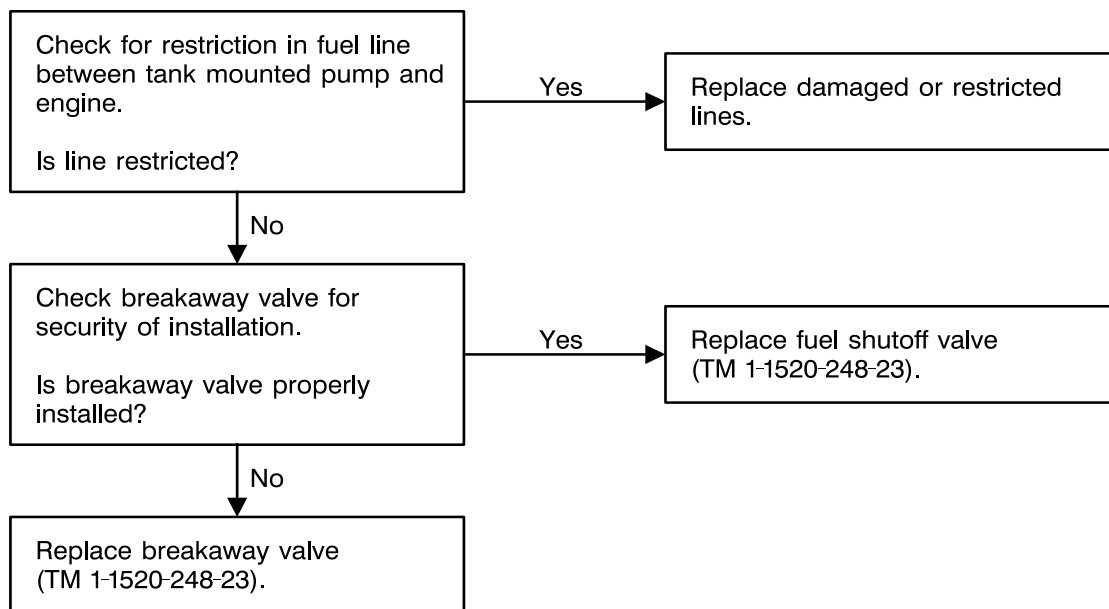 Check for restriction in fuel line
between tank mounted pump and
engine.
Is line restricted?
Yes
Replace damaged or restricted
lines.
No
Check breakaway valve for
security of installation.
Is breakaway valve properly
installed?
Yes
Replace fuel shutoff valve
(TM 1-1520-248-23).
No
Replace breakaway valve
(TM 1-1520-248-23).